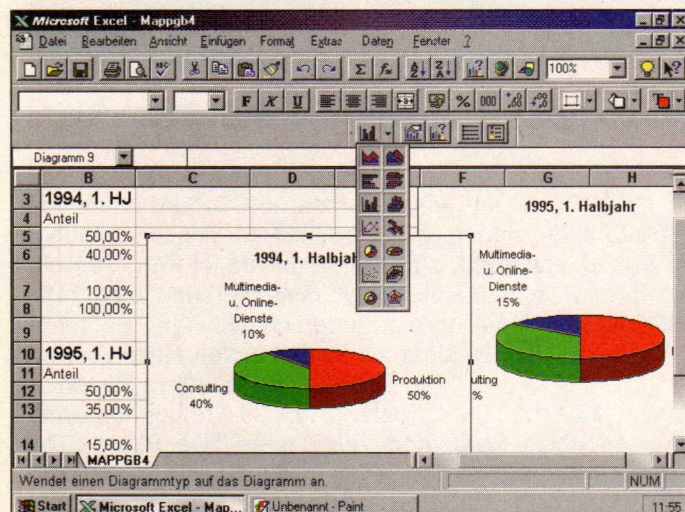 Microsoft Excel - Mappgb4
Datei Bearbeiten Ansicht Einfügen Format Extras Daten Fenster ?
ABC Σ fx A Z Z A 100%
F K U % 000
Diagramm 9
B C D F G H
3 1994, 1. HJ
4 Anteil
5 50,00%
6 40,00%
7 10,00%
8 100,00%
9
10 1995, 1. HJ
11 Anteil
12 50,00%
13 35,00%
14 15,00%
1994, 1. Halbjah
Multimedia-
u. Online-
Dienste
10%
Consulting
40%
Produktion
50%
1995, 1. Halbjahr
Multimedia-
u. Online-
Dienste
15%
ulting
%
MAPPGB4
Wendet einen Diagrammtyp auf das Diagramm an. NUM
Start Microsoft Excel - Map... Unbenannt - Paint 11:55